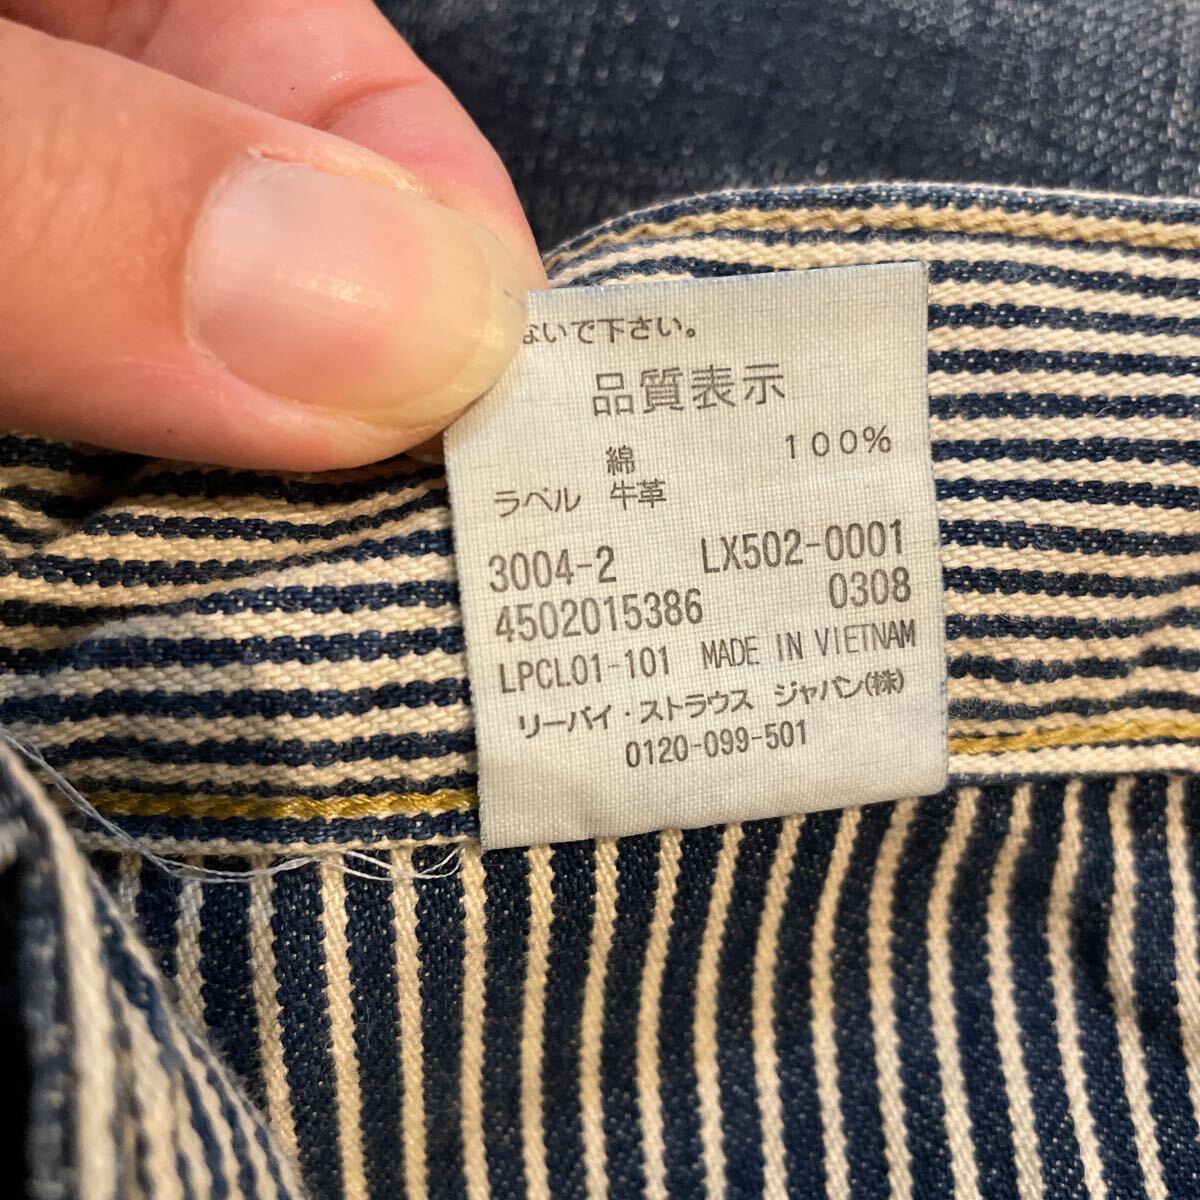 ないで下さい。
品質表示
綿 100%
ラベル 牛革
3004-2 LX502-0001
4502015386 0308
LPCL01-101 MADE IN VIETNAM
リーバイ・ストラウス ジャパン(株)
0120-099-501